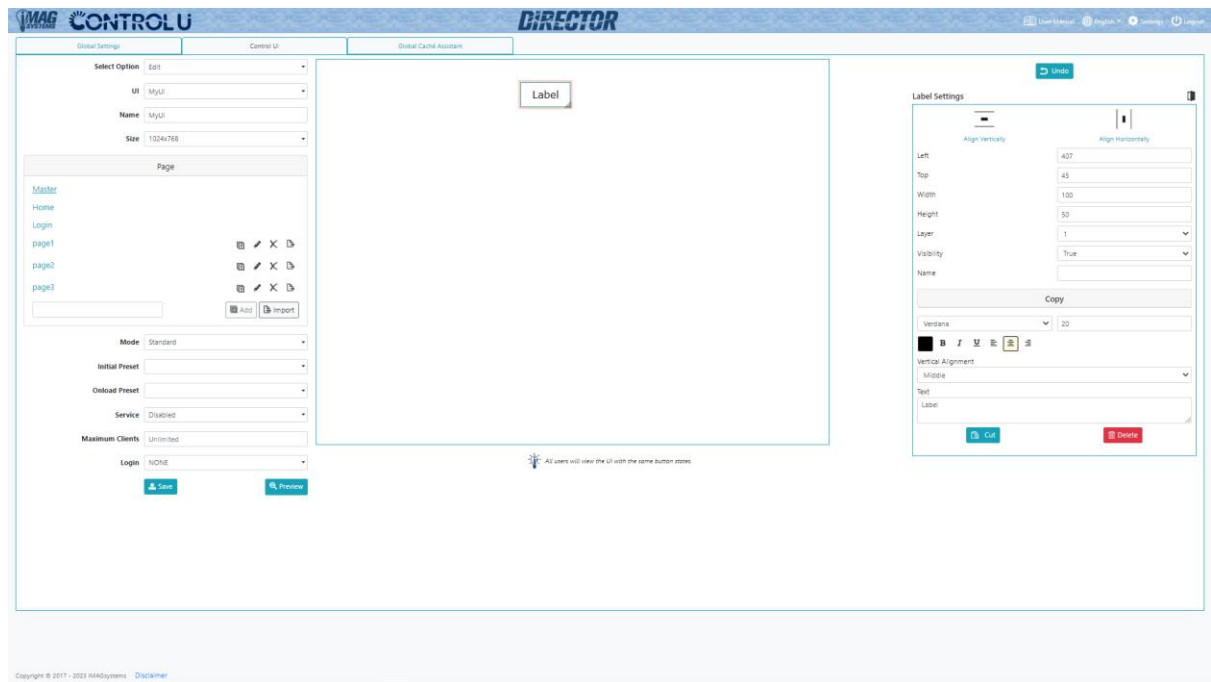 iMAG SYSTEMS CONTROL U DiRECTOR User Manual English Settings Logout
Global Settings Control UI Global Caché Assistant
Select Option Edit
UI MyUI
Name MyUI
Size 1024x768
Page
Master
Home
Login
page1
page2
page3
Add Import
Mode Standard
Initial Preset
Onload Preset
Service Disabled
Maximum Clients Unlimited
Login NONE
Save Preview
Label
All users will view the UI with the same button states.
Undo
Label Settings
Align Vertically Align Horizontally
Left 407
Top 45
Width 100
Height 50
Layer 1
Visibility True
Name
Copy
Verdana 20
B I U
Vertical Alignment
Middle
Text
Label
Cut Delete
Copyright © 2017 - 2023 iMAGsystems Disclaimer